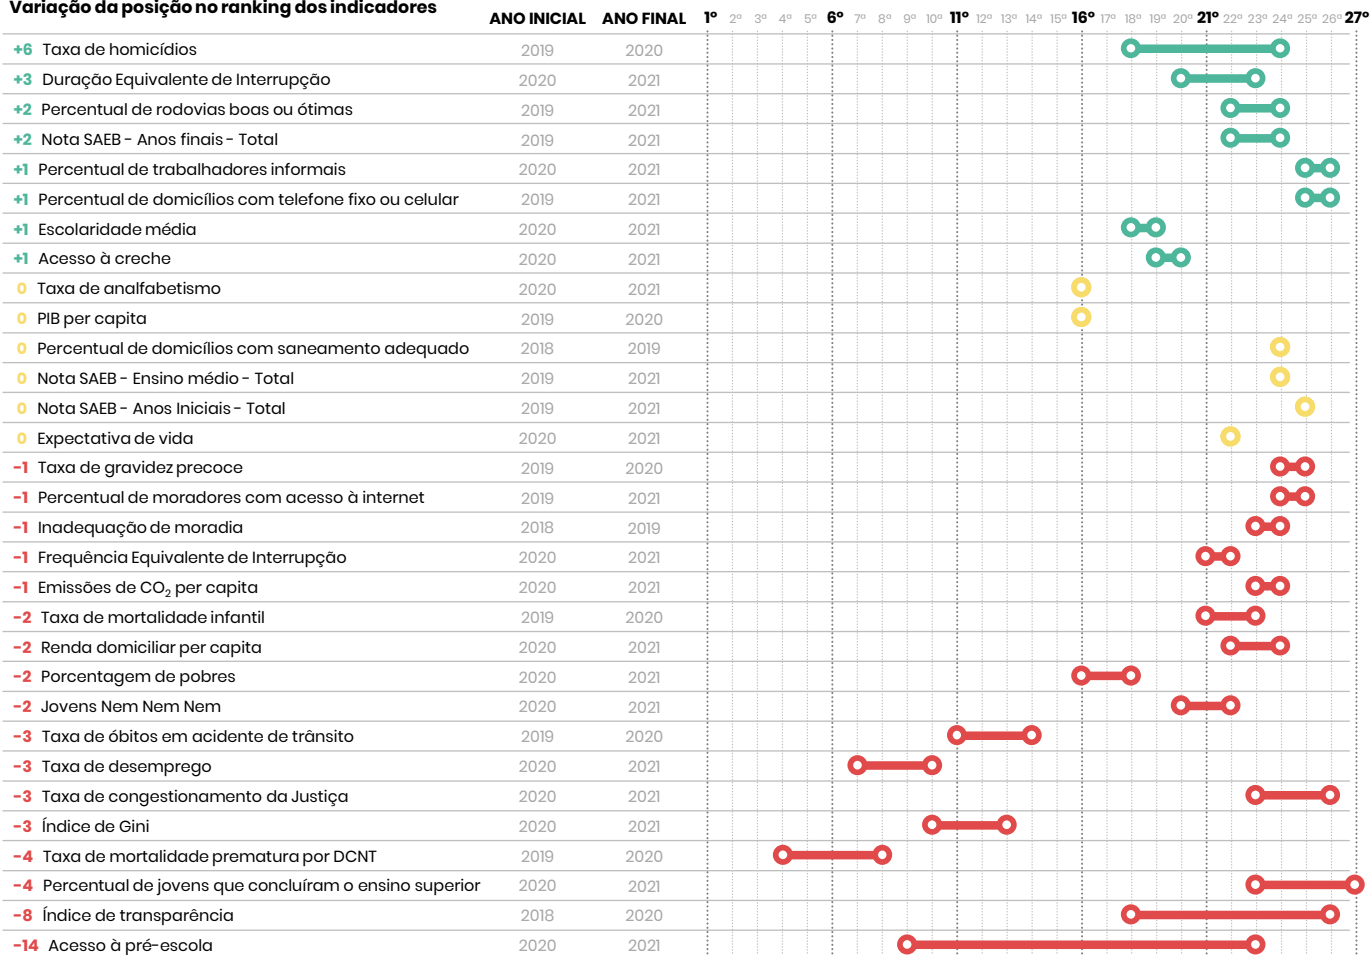 Variação da posição no ranking dos indicadores ANO INICIAL ANO FINAL 1º 2º 3º 4º 5º 6º 7º 8º 9º 10º 11º 12º 13º 14º 15º 16º 17º 18º 19º 20º 21º 22º 23º 24º 25º 26º 27º
+6 Taxa de homicídios 2019 2020
+3 Duração Equivalente de Interrupção 2020 2021
+2 Percentual de rodovias boas ou ótimas 2019 2021
+2 Nota SAEB - Anos finais - Total 2019 2021
+1 Percentual de trabalhadores informais 2020 2021
+1 Percentual de domicílios com telefone fixo ou celular 2019 2021
+1 Escolaridade média 2020 2021
+1 Acesso à creche 2020 2021
0 Taxa de analfabetismo 2020 2021
0 PIB per capita 2019 2020
0 Percentual de domicílios com saneamento adequado 2018 2019
0 Nota SAEB - Ensino médio - Total 2019 2021
0 Nota SAEB - Anos Iniciais - Total 2019 2021
0 Expectativa de vida 2020 2021
-1 Taxa de gravidez precoce 2019 2020
-1 Percentual de moradores com acesso à internet 2019 2021
-1 Inadequação de moradia 2018 2019
-1 Frequência Equivalente de Interrupção 2020 2021
-1 Emissões de CO₂ per capita 2020 2021
-2 Taxa de mortalidade infantil 2019 2020
-2 Renda domiciliar per capita 2020 2021
-2 Porcentagem de pobres 2020 2021
-2 Jovens Nem Nem Nem 2020 2021
-3 Taxa de óbitos em acidente de trânsito 2019 2020
-3 Taxa de desemprego 2020 2021
-3 Taxa de congestionamento da Justiça 2020 2021
-3 Índice de Gini 2020 2021
-4 Taxa de mortalidade prematura por DCNT 2019 2020
-4 Percentual de jovens que concluíram o ensino superior 2020 2021
-8 Índice de transparência 2018 2020
-14 Acesso à pré-escola 2020 2021